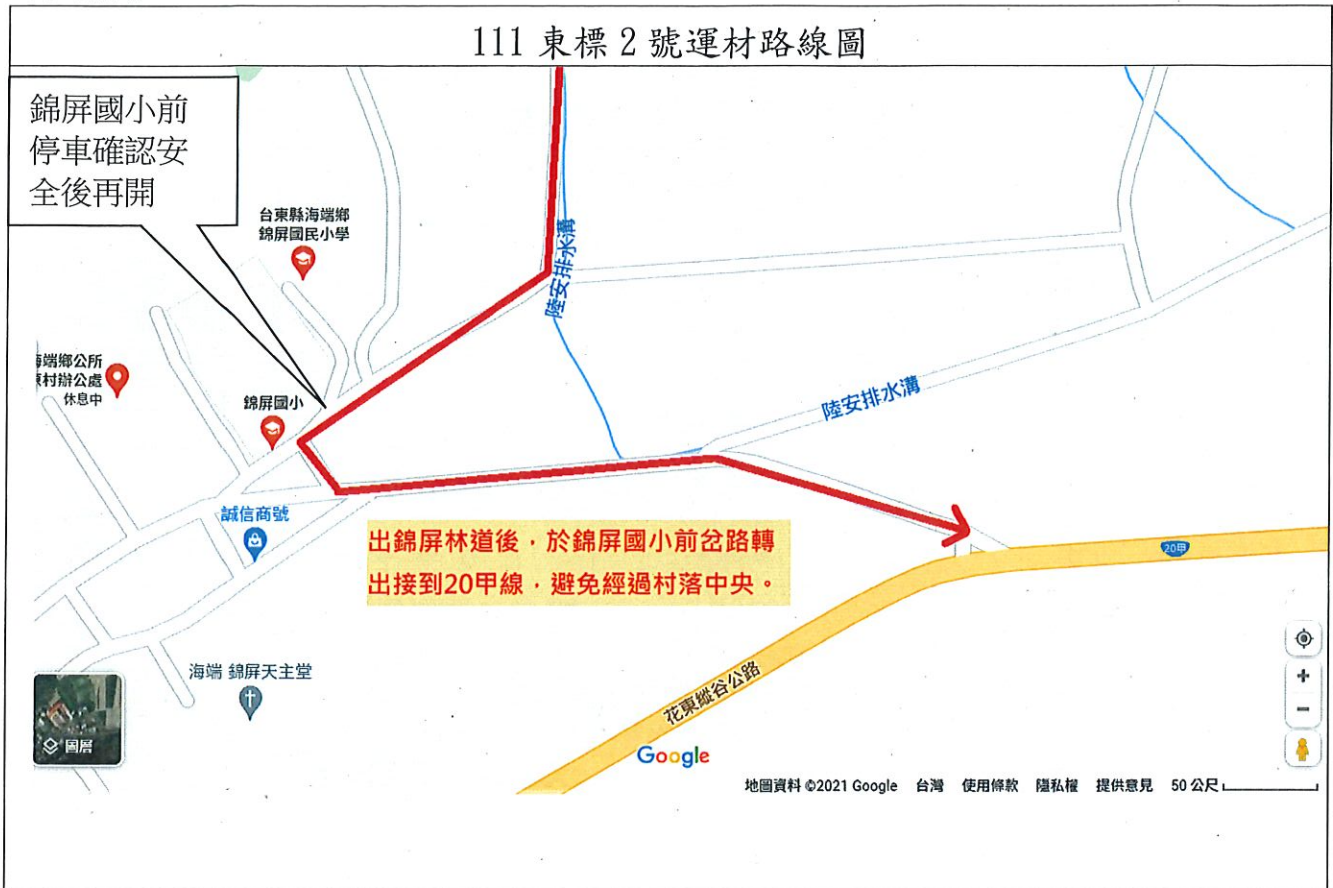 111 東標 2 號運材路線圖
錦屏國小前
停車確認安
全後再開
台東縣海端鄉
錦屏國民小學
陸安排水溝
海端鄉公所
村辦公處
休息中
錦屏國小
陸安排水溝
誠信商號
出錦屏林道後，於錦屏國小前岔路轉
出接到20甲線，避免經過村落中央。
20甲
海端 錦屏天主堂
花東縱谷公路
圖層
Google
地圖資料 ©2021 Google 台灣 使用條款 隱私權 提供意見 50 公尺